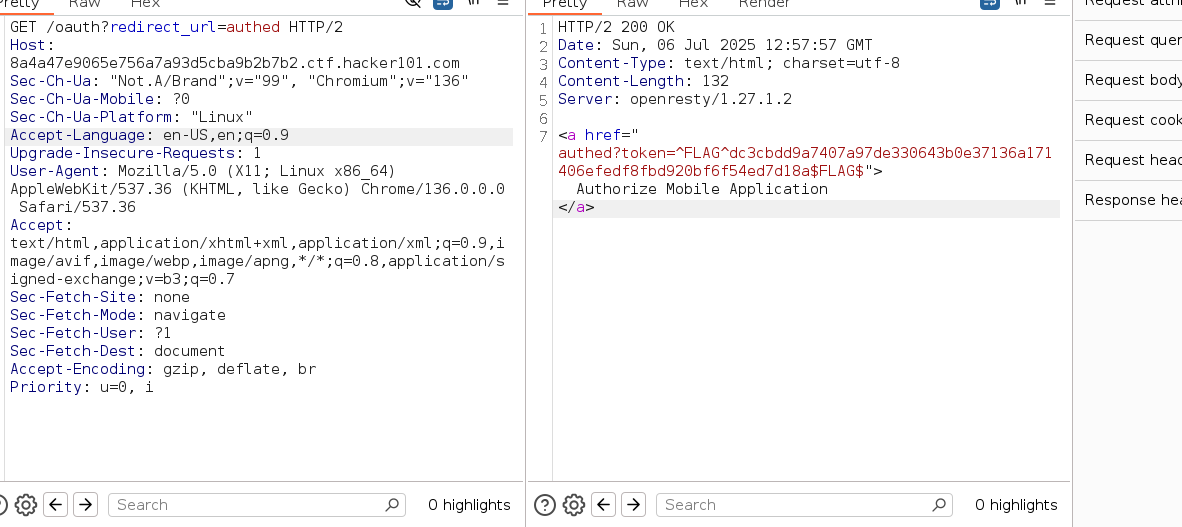 Pretty Raw Hex
GET /oauth?redirect_url=authed HTTP/2
Host:
8a4a47e9065e756a7a93d5cba9b2b7b2.ctf.hacker101.com
Sec-Ch-Ua: "Not.A/Brand";v="99", "Chromium";v="136"
Sec-Ch-Ua-Mobile: ?0
Sec-Ch-Ua-Platform: "Linux"
Accept-Language: en-US,en;q=0.9
Upgrade-Insecure-Requests: 1
User-Agent: Mozilla/5.0 (X11; Linux x86_64)
AppleWebKit/537.36 (KHTML, like Gecko) Chrome/136.0.0.0
Safari/537.36
Accept:
text/html,application/xhtml+xml,application/xml;q=0.9,i
mage/avif,image/webp,image/apng,*/*;q=0.8,application/s
igned-exchange;v=b3;q=0.7
Sec-Fetch-Site: none
Sec-Fetch-Mode: navigate
Sec-Fetch-User: ?1
Sec-Fetch-Dest: document
Accept-Encoding: gzip, deflate, br
Priority: u=0, i
Search 0 highlights
Pretty Raw Hex Render
1 HTTP/2 200 OK
2 Date: Sun, 06 Jul 2025 12:57:57 GMT
3 Content-Type: text/html; charset=utf-8
4 Content-Length: 132
5 Server: openresty/1.27.1.2
6
7 <a href="
authed?token=^FLAG^dc3cbdd9a7407a97de330643b0e37136a171
406efedf8fbd920bf6f54ed7d18a$FLAG$">
Authorize Mobile Application
</a>
Search 0 highlights
Request
Request
Request body
Request
Request
Response